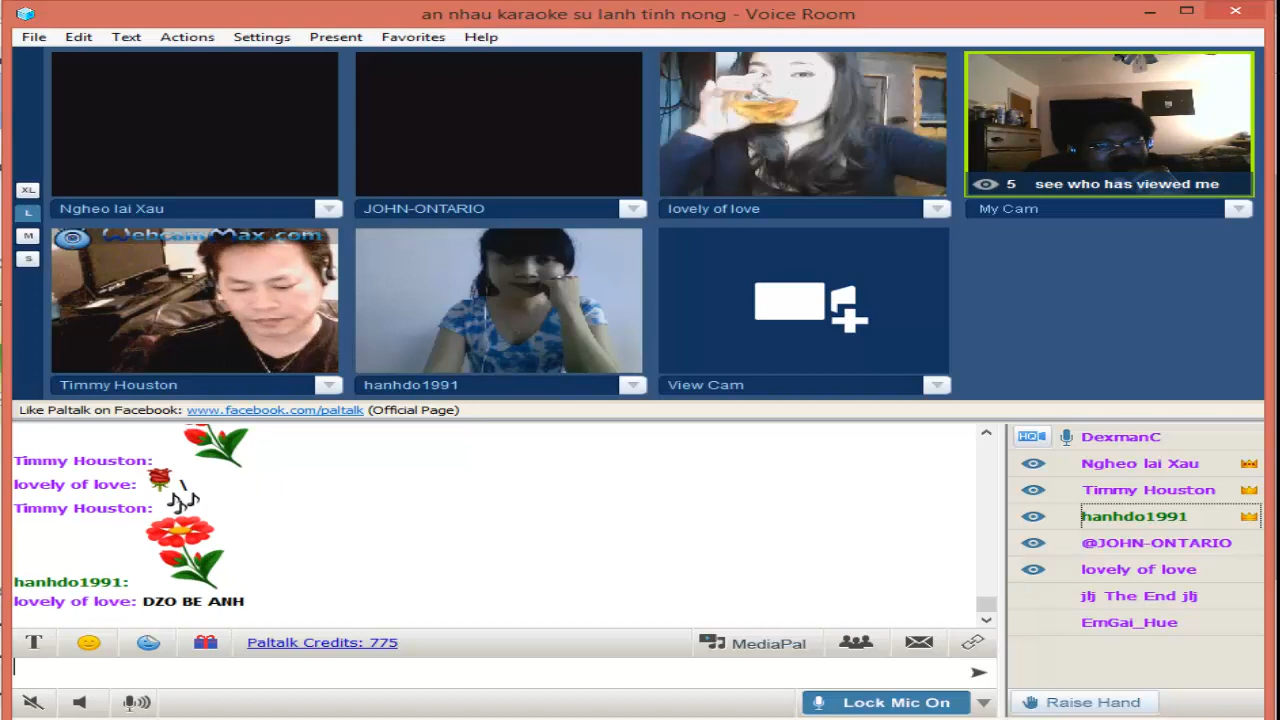 an nhau karaoke su lanh tinh nong - Voice Room
File Edit Text Actions Settings Present Favorites Help
XL
L
M
S
5 see who has viewed me
Ngheo lai Xau
JOHN-ONTARIO
lovely of love
My Cam
WebcamMax.com
Timmy Houston
hanhdo1991
View Cam
Like Paltalk on Facebook: www.facebook.com/paltalk (Official Page)
Timmy Houston:
lovely of love:
Timmy Houston:
hanhdo1991:
lovely of love: DZO BE ANH
T
Paltalk Credits: 775
MediaPal
Lock Mic On
HQ
DexmanC
Ngheo lai Xau
Timmy Houston
hanhdo1991
@JOHN-ONTARIO
lovely of love
jlj The End jlj
EmGai_Hue
Raise Hand